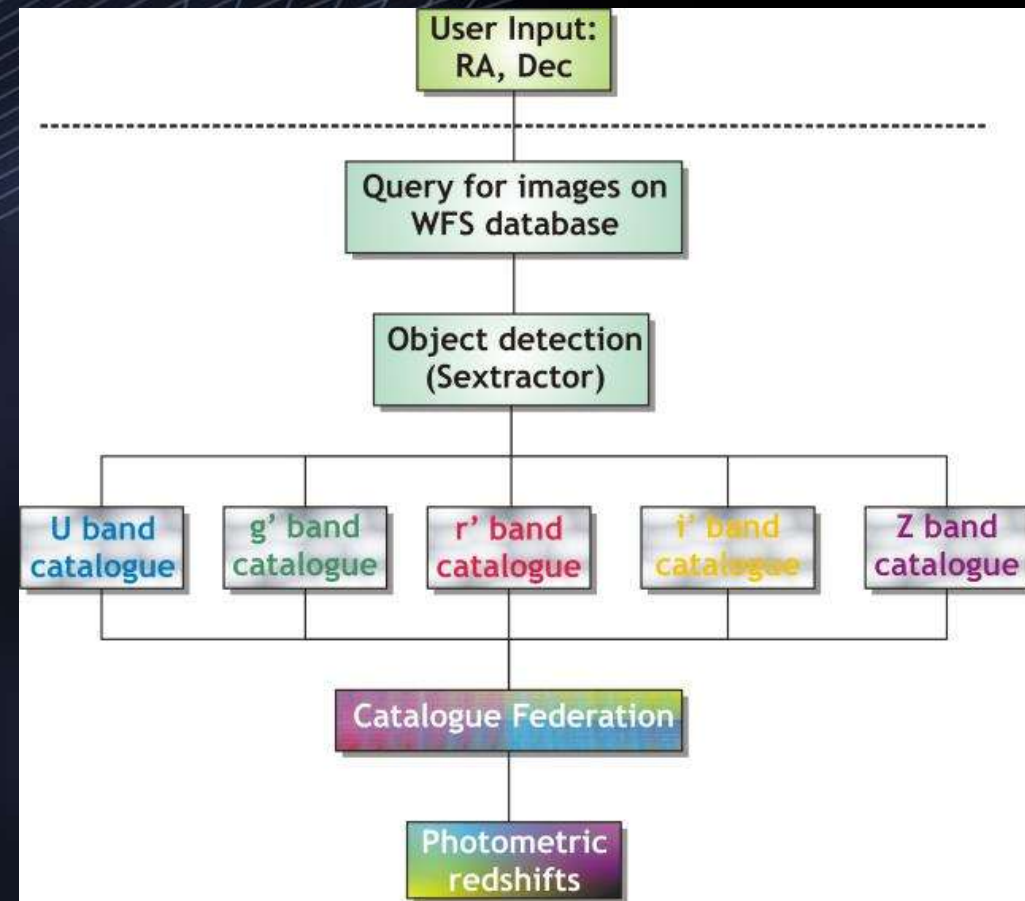 User Input:
RA, Dec
Query for images on
WFS database
Object detection
(Sextractor)
U band
catalogue
g’ band
catalogue
r’ band
catalogue
i’ band
catalogue
Z band
catalogue
Catalogue Federation
Photometric
redshifts